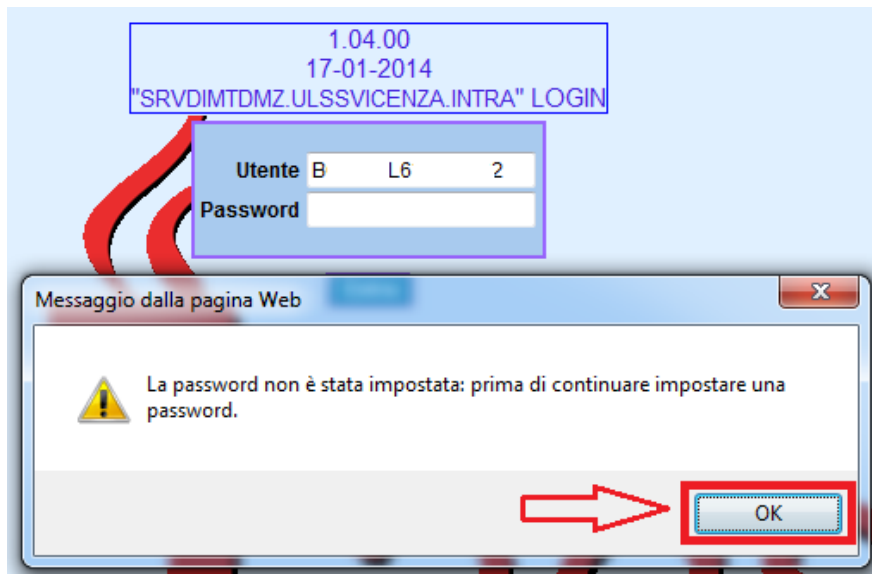 1.04.00
17-01-2014
"SRVDIMTDMZ.ULSSVICENZA.INTRA" LOGIN
Utente B L6 2
Password
Messaggio dalla pagina Web
La password non è stata impostata: prima di continuare impostare una
password.
OK